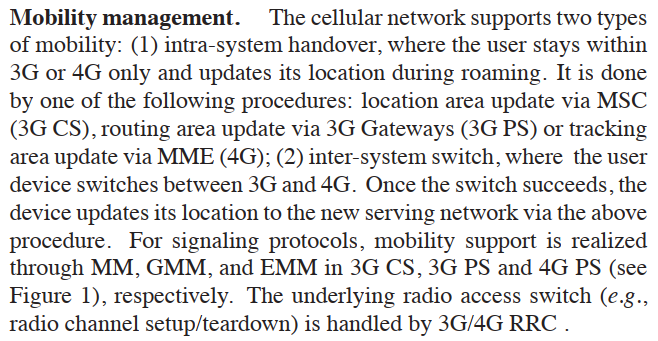 Mobility management. The cellular network supports two types
of mobility: (1) intra-system handover, where the user stays within
3G or 4G only and updates its location during roaming. It is done
by one of the following procedures: location area update via MSC
(3G CS), routing area update via 3G Gateways (3G PS) or tracking
area update via MME (4G); (2) inter-system switch, where the user
device switches between 3G and 4G. Once the switch succeeds, the
device updates its location to the new serving network via the above
procedure. For signaling protocols, mobility support is realized
through MM, GMM, and EMM in 3G CS, 3G PS and 4G PS (see
Figure 1), respectively. The underlying radio access switch (e.g.,
radio channel setup/teardown) is handled by 3G/4G RRC .